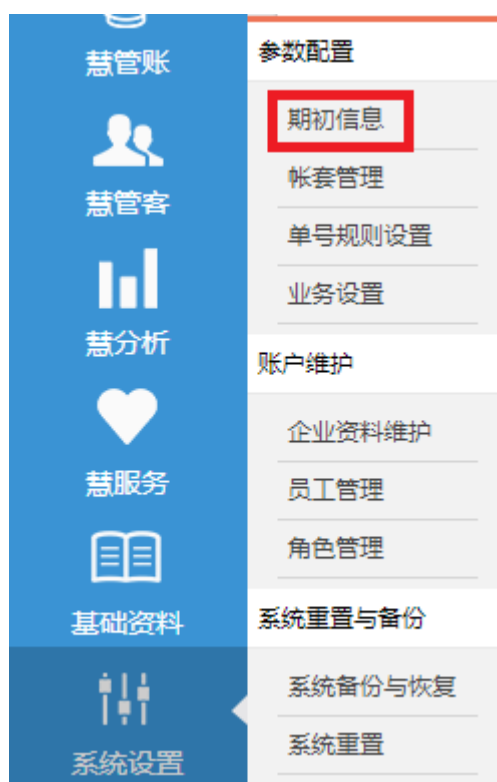 慧管账
慧管客
慧分析
慧服务
基础资料
系统设置
参数配置
期初信息
帐套管理
单号规则设置
业务设置
账户维护
企业资料维护
员工管理
角色管理
系统重置与备份
系统备份与恢复
系统重置